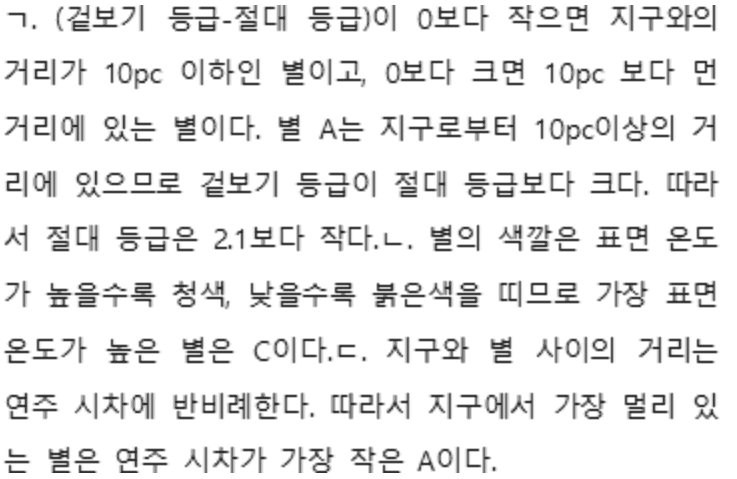 ㄱ. (겉보기 등급-절대 등급)이 0보다 작으면 지구와의
거리가 10pc 이하인 별이고, 0보다 크면 10pc 보다 먼
거리에 있는 별이다. 별 A는 지구로부터 10pc이상의 거
리에 있으므로 겉보기 등급이 절대 등급보다 크다. 따라
서 절대 등급은 2.1보다 작다.ㄴ. 별의 색깔은 표면 온도
가 높을수록 청색, 낮을수록 붉은색을 띠므로 가장 표면
온도가 높은 별은 C이다.ㄷ. 지구와 별 사이의 거리는
연주 시차에 반비례한다. 따라서 지구에서 가장 멀리 있
는 별은 연주 시차가 가장 작은 A이다.